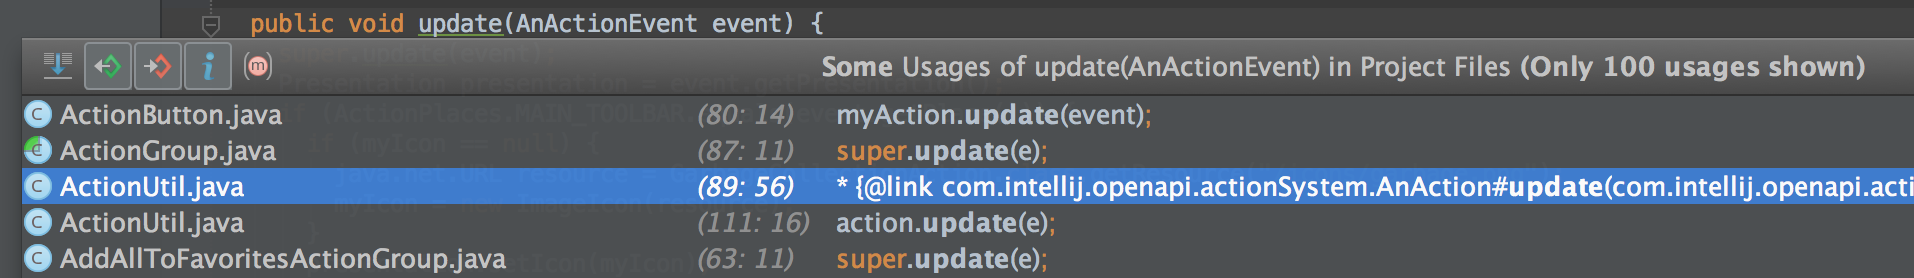 public void update(AnActionEvent event) {
i (m) Some Usages of update(AnActionEvent) in Project Files (Only 100 usages shown)
C ActionButton.java (80: 14) myAction.update(event);
C ActionGroup.java (87: 11) super.update(e);
C ActionUtil.java (89: 56) * {@link com.intellij.openapi.actionSystem.AnAction#update(com.intellij.openapi.acti
C ActionUtil.java (111: 16) action.update(e);
C AddAllToFavoritesActionGroup.java (63: 11) super.update(e);